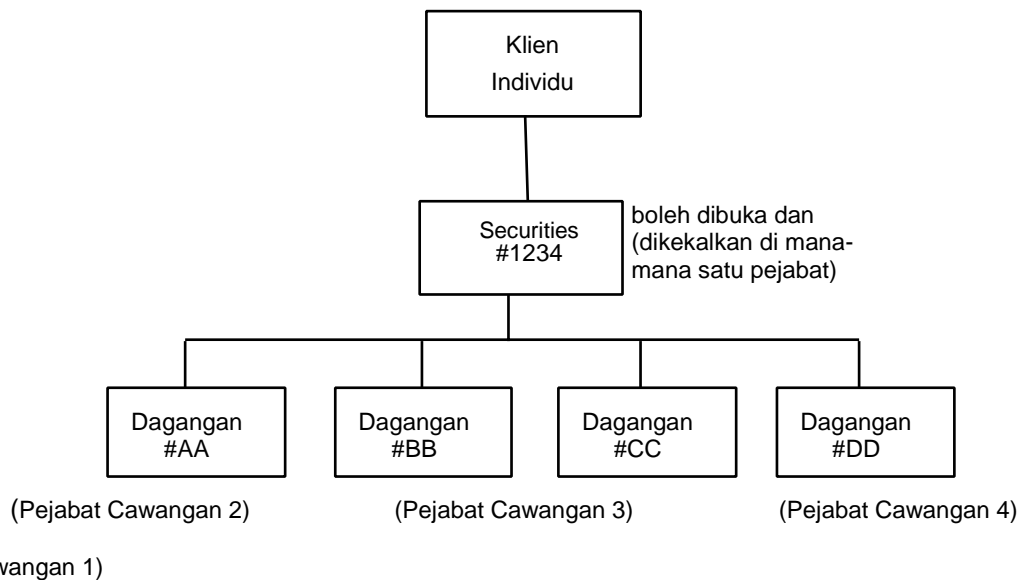 Klien
Individu
Securities
#1234
boleh dibuka dan
(dikekalkan di mana-
mana satu pejabat)
Dagangan
#AA
Dagangan
#BB
Dagangan
#CC
Dagangan
#DD
(Pejabat Cawangan 2)
(Pejabat Cawangan 3)
(Pejabat Cawangan 4)
wangan 1)